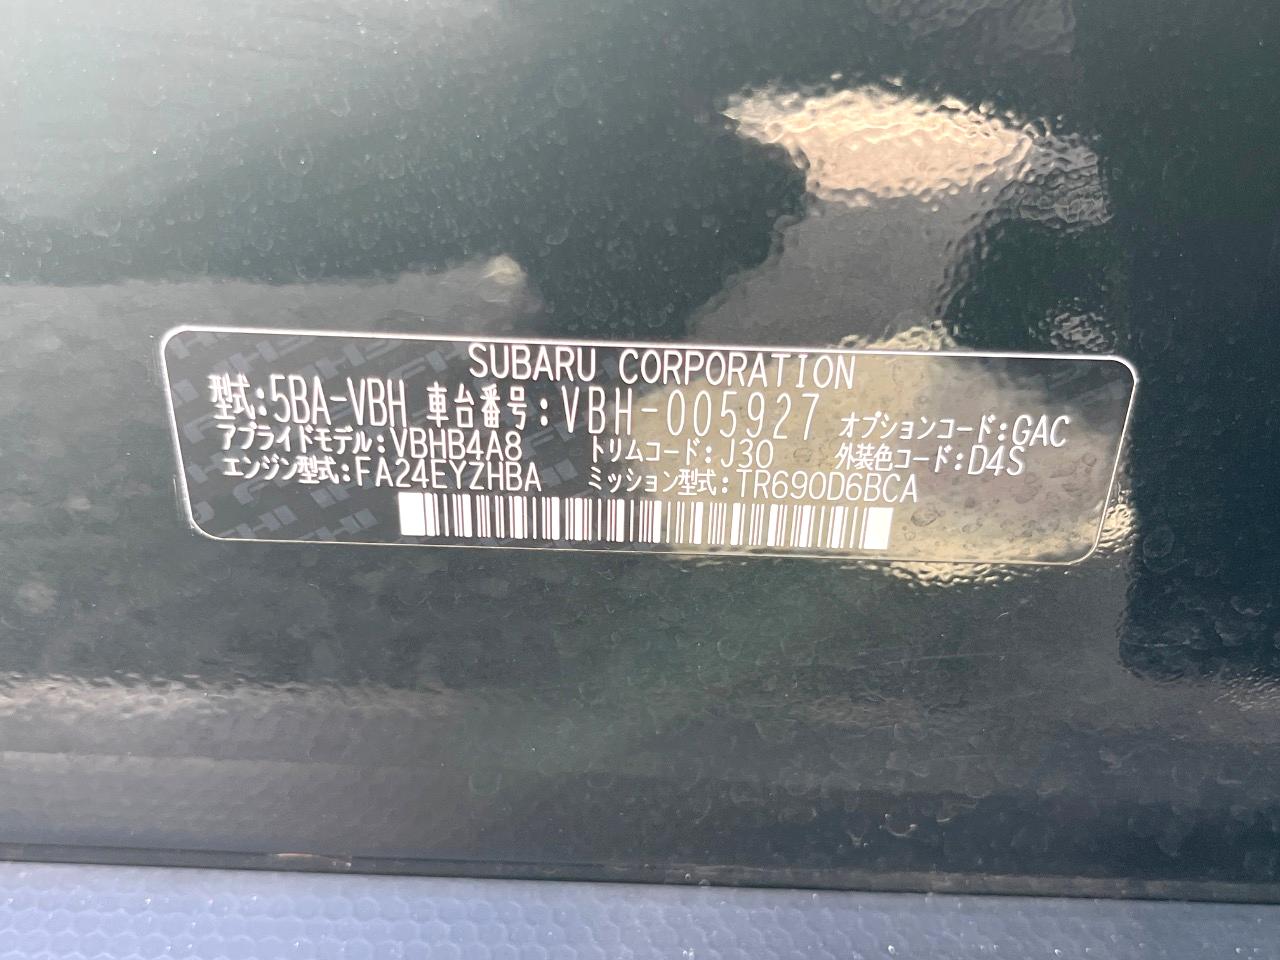 SUBARU CORPORATION
型式:5BA-VBH 車台番号:VBH-005927 オプションコード:GAC
アプライドモデル:VBHB4A8 トリムコード:J30 外装色コード:D4S
エンジン型式:FA24EYZHBA ミッション型式:TR690D6BCA